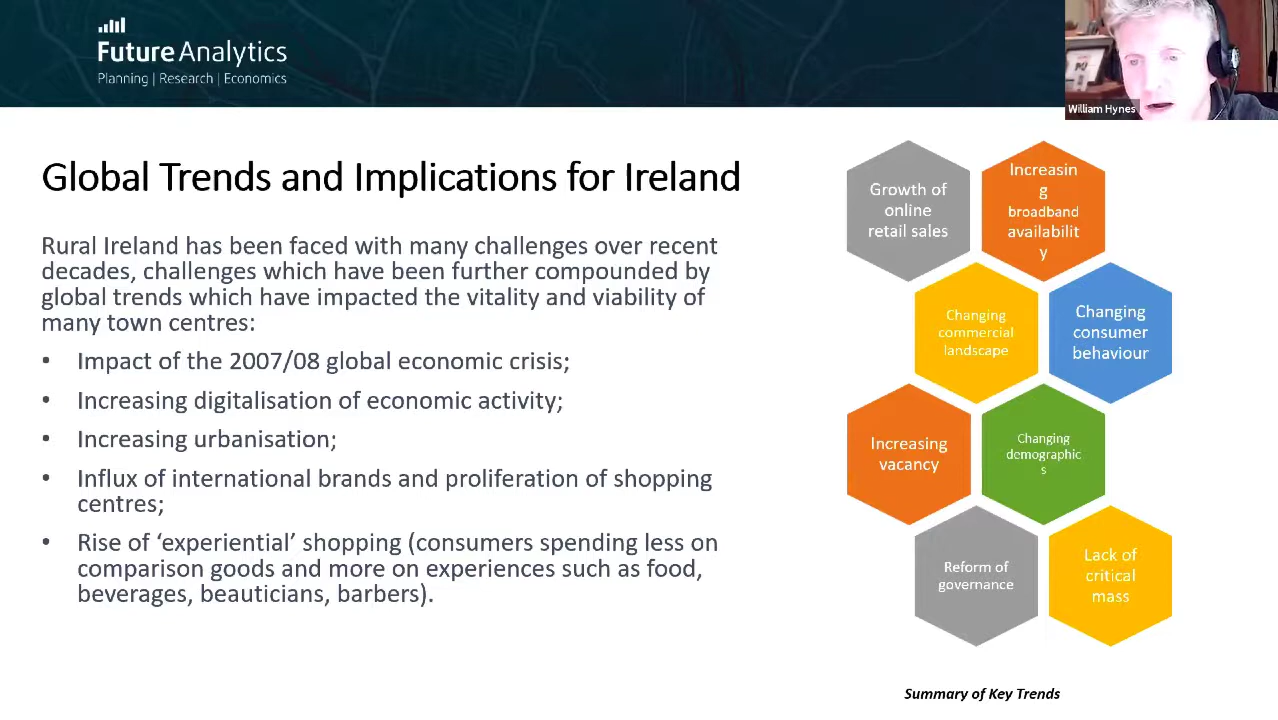 Future Analytics
Planning | Research | Economics
William Hynes
Global Trends and Implications for Ireland
Rural Ireland has been faced with many challenges over recent
decades, challenges which have been further compounded by
global trends which have impacted the vitality and viability of
many town centres:
• Impact of the 2007/08 global economic crisis;
• Increasing digitalisation of economic activity;
• Increasing urbanisation;
• Influx of international brands and proliferation of shopping
centres;
• Rise of ‘experiential’ shopping (consumers spending less on
comparison goods and more on experiences such as food,
beverages, beauticians, barbers).
Growth of
online
retail sales
Increasin
g
broadband
availabilit
y
Changing
commercial
landscape
Changing
consumer
behaviour
Increasing
vacancy
Changing
demographic
s
Reform of
governance
Lack of
critical
mass
Summary of Key Trends